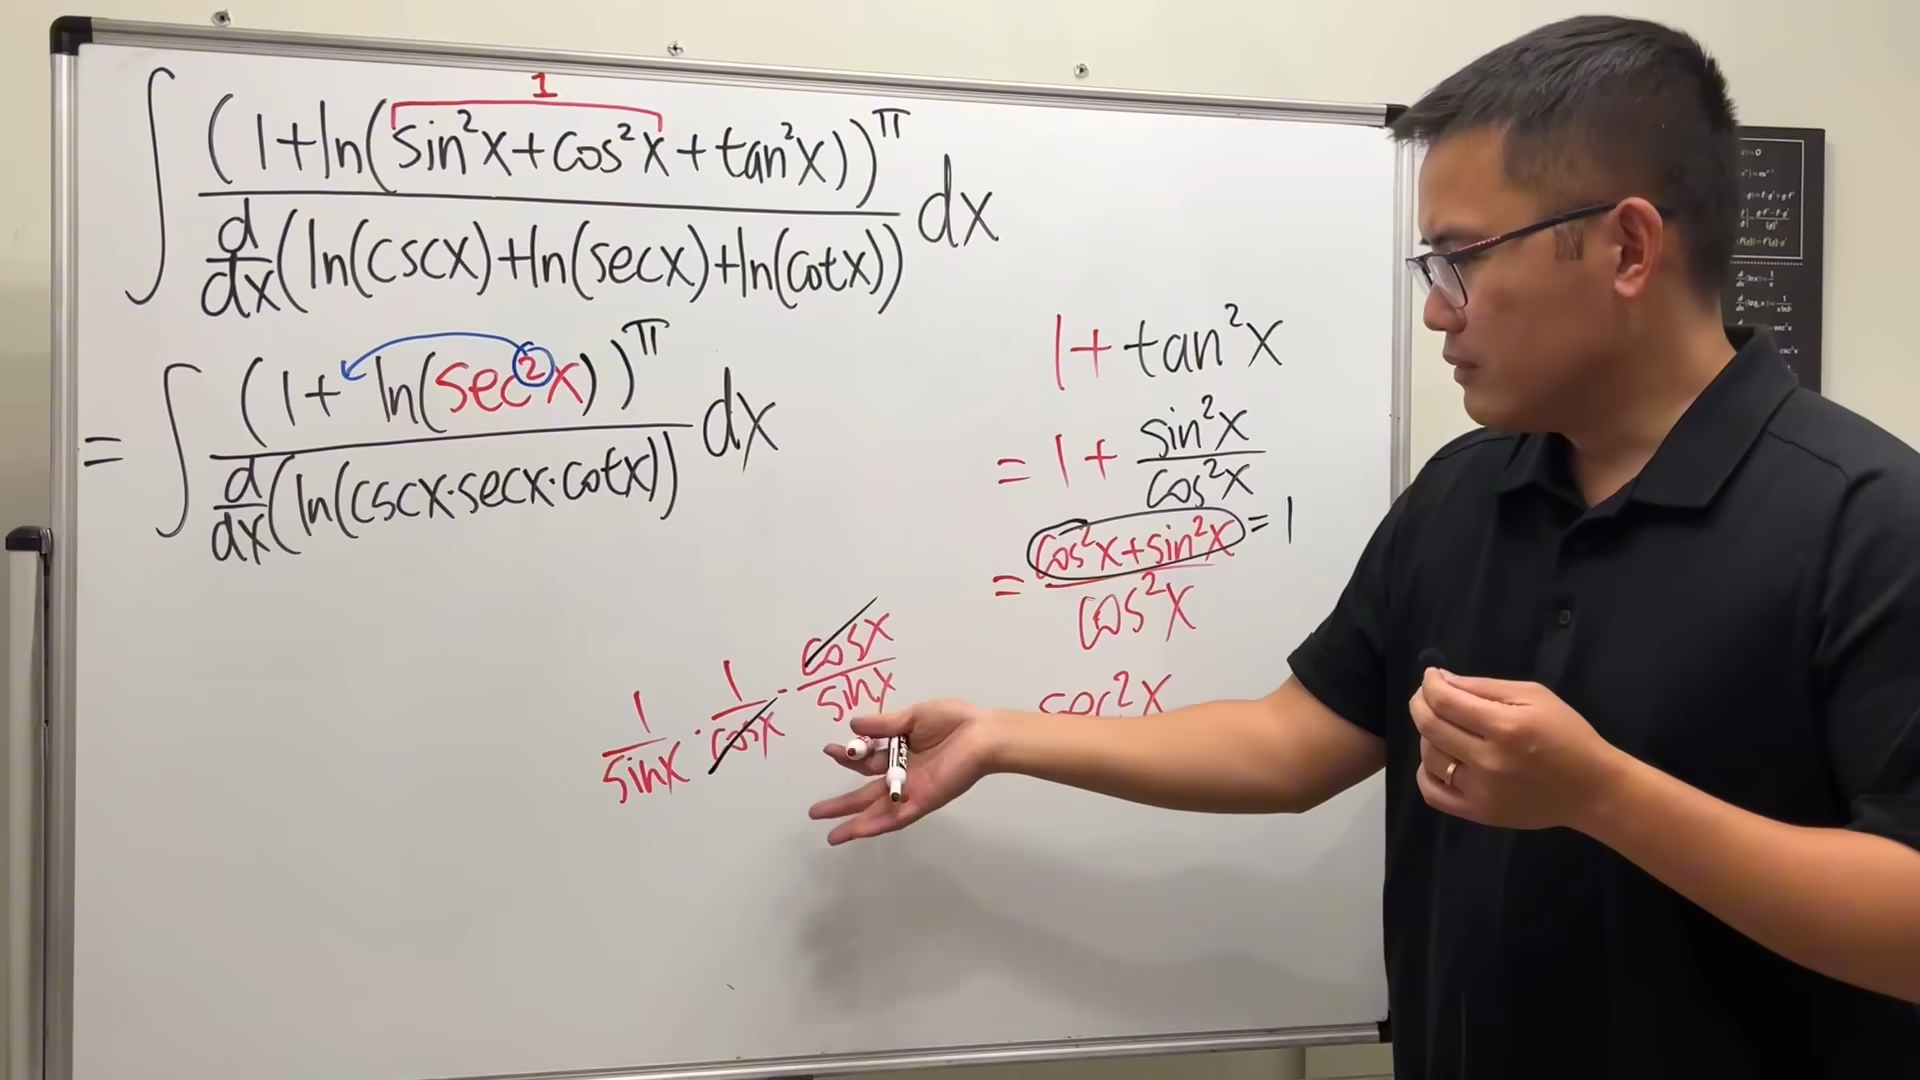 1
∫ (1+ln(sin²x+cos²x+tan²x))^π / d/dx(ln(cscx)+ln(secx)+ln(cotx)) dx
= ∫ (1+ ln(sec²x))^π / d/dx(ln(cscx·secx·cotx)) dx
1+tan²x
= 1+ sin²x/cos²x
= cos²x+sin²x/cos²x =1
sec²x
1/sinx · 1/cosx · cosx/sinx